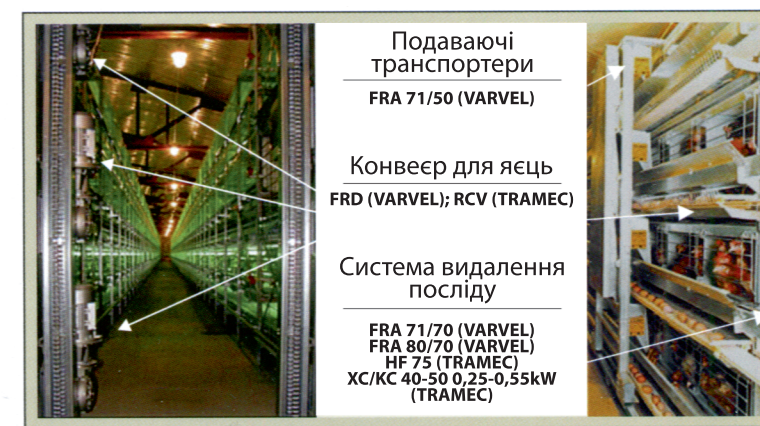 Подаваючі
транспортери
FRA 71/50 (VARVEL)
Конвеєр для яєць
FRD (VARVEL); RCV (TRAMEC)
Система видалення
посліду
FRA 71/70 (VARVEL)
FRA 80/70 (VARVEL)
HF 75 (TRAMEC)
XC/KC 40-50 0,25-0,55kW
(TRAMEC)